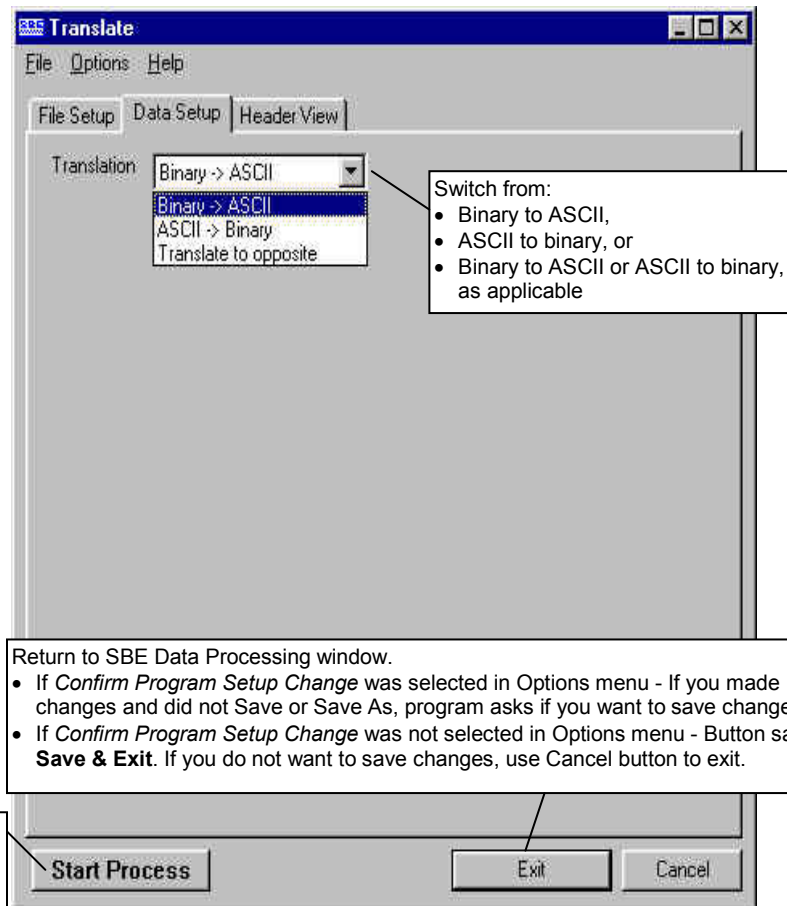 SBE Translate
File Options Help
File Setup Data Setup Header View
Translation Binary -> ASCII
Binary -> ASCII
ASCII -> Binary
Translate to opposite
Switch from:
• Binary to ASCII,
• ASCII to binary, or
• Binary to ASCII or ASCII to binary,
as applicable
Return to SBE Data Processing window.
• If Confirm Program Setup Change was selected in Options menu - If you made
changes and did not Save or Save As, program asks if you want to save change
• If Confirm Program Setup Change was not selected in Options menu - Button sa
Save & Exit. If you do not want to save changes, use Cancel button to exit.
Start Process Exit Cancel